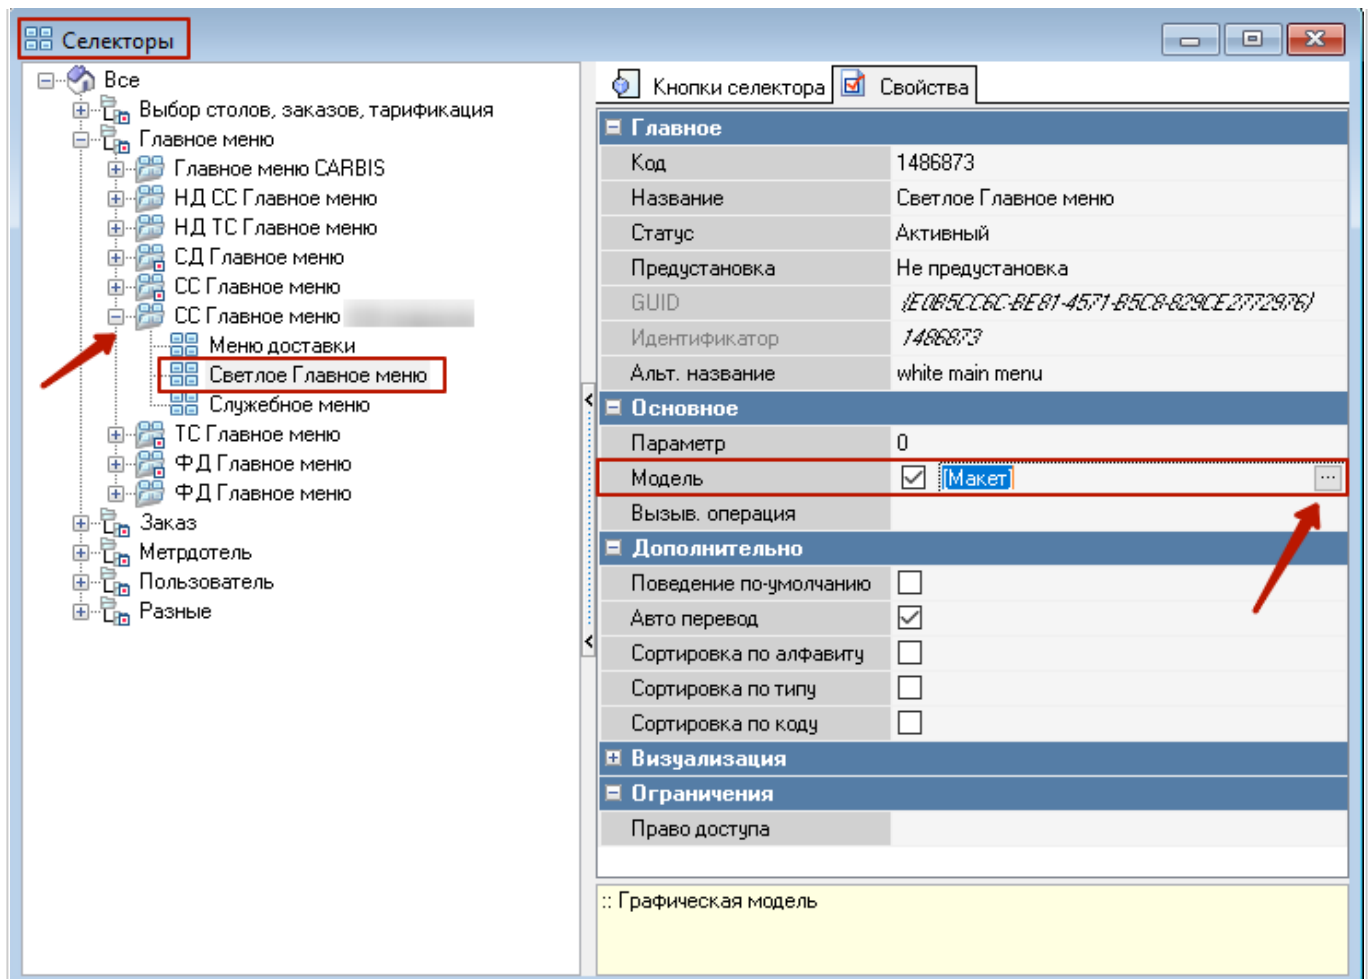 Селекторы
Все
Выбор столов, заказов, тарификация
Главное меню
Главное меню CARBIS
НД СС Главное меню
НД ТС Главное меню
СД Главное меню
СС Главное меню
СС Главное меню
Меню доставки
Светлое Главное меню
Служебное меню
ТС Главное меню
ФД Главное меню
ФД Главное меню
Заказ
Метрдотель
Пользователь
Разные
Кнопки селектора Свойства
Главное
Код 1486873
Название Светлое Главное меню
Статус Активный
Предустановка Не предустановка
GUID {E0B5CC6C-BE81-4571-B5C8-829CE2772976}
Идентификатор 1486873
Альт. название white main menu
Основное
Параметр 0
Модель [Макет] ...
Вызыв. операция
Дополнительно
Поведение по-умолчанию
Авто перевод
Сортировка по алфавиту
Сортировка по типу
Сортировка по коду
Визуализация
Ограничения
Право доступа
:: Графическая модель